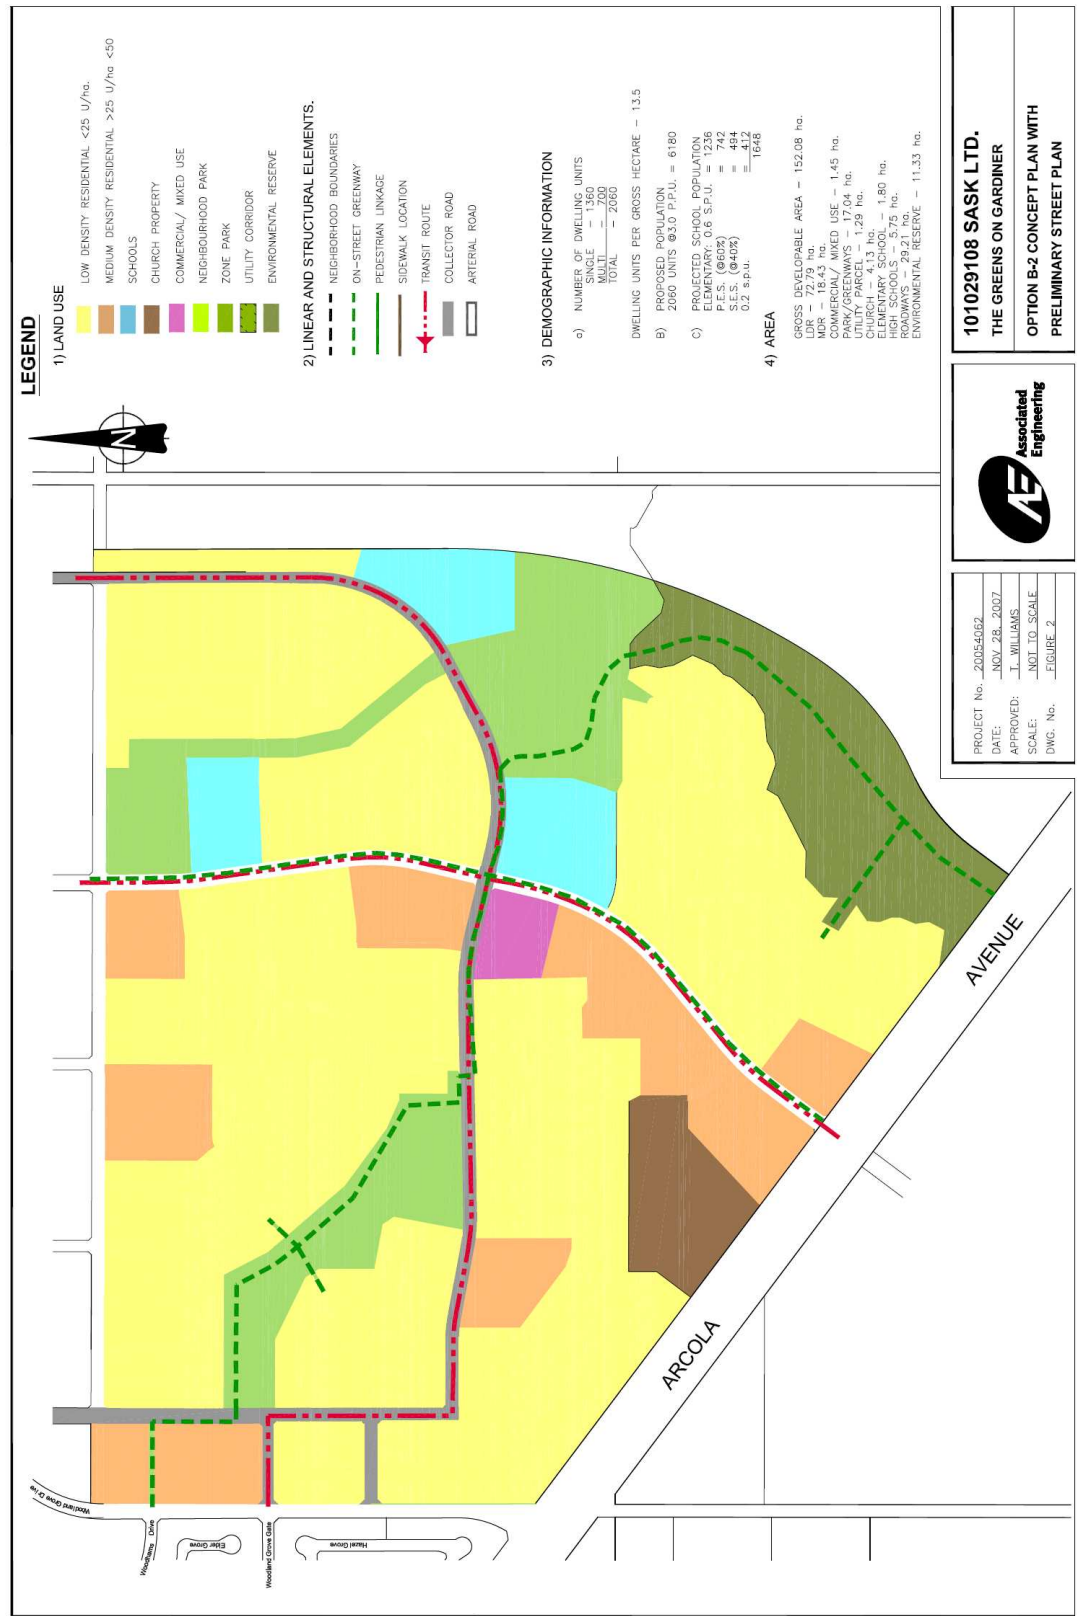 LEGEND
1) LAND USE
LOW DENSITY RESIDENTIAL <25 U/ha.
MEDIUM DENSITY RESIDENTIAL >25 U/ha <50
SCHOOLS
CHURCH PROPERTY
COMMERCIAL/ MIXED USE
NEIGHBOURHOOD PARK
ZONE PARK
UTILITY CORRIDOR
ENVIRONMENTAL RESERVE
2) LINEAR AND STRUCTURAL ELEMENTS.
NEIGHBORHOOD BOUNDARIES
ON-STREET GREENWAY
PEDESTRIAN LINKAGE
SIDEWALK LOCATION
TRANSIT ROUTE
COLLECTOR ROAD
ARTERIAL ROAD
3) DEMOGRAPHIC INFORMATION
a) NUMBER OF DWELLING UNITS
SINGLE - 1360
MULTI - 700
TOTAL - 2060
DWELLING UNITS PER GROSS HECTARE - 13.5
B) PROPOSED POPULATION
2060 UNITS @3.0 P.P.U. = 6180
C) PROJECTED SCHOOL POPULATION
ELEMENTARY: 0.6 S.P.U. = 1236
P.E.S. (@60%) = 742
S.E.S. (@40%) = 494
0.2 s.p.u. = 412
1648
4) AREA
GROSS DEVELOPABLE AREA - 152.08 ha.
LDR - 72.79 ha.
MDR - 18.43 ha.
COMMERCIAL/ MIXED USE - 1.45 ha.
PARK/GREENWAYS - 17.04 ha.
UTILITY PARCEL - 1.29 ha.
CHURCH - 4.13 ha.
ELEMENTARY SCHOOL - 1.80 ha.
HIGH SCHOOLS - 5.75 ha.
ROADWAYS - 29.21 ha.
ENVIRONMENTAL RESERVE - 11.33 ha.
N
Woodland Grove Drive
Woodhams Drive
Elder Grove
Woodland Grove Gate
Hazel Grove
ARCOLA AVENUE
PROJECT No. 20054062
DATE: NOV 28, 2007
APPROVED: T. WILLIAMS
SCALE: NOT TO SCALE
DWG. No. FIGURE 2
AE
Associated
Engineering
101029108 SASK LTD.
THE GREENS ON GARDINER
OPTION B-2 CONCEPT PLAN WITH
PRELIMINARY STREET PLAN